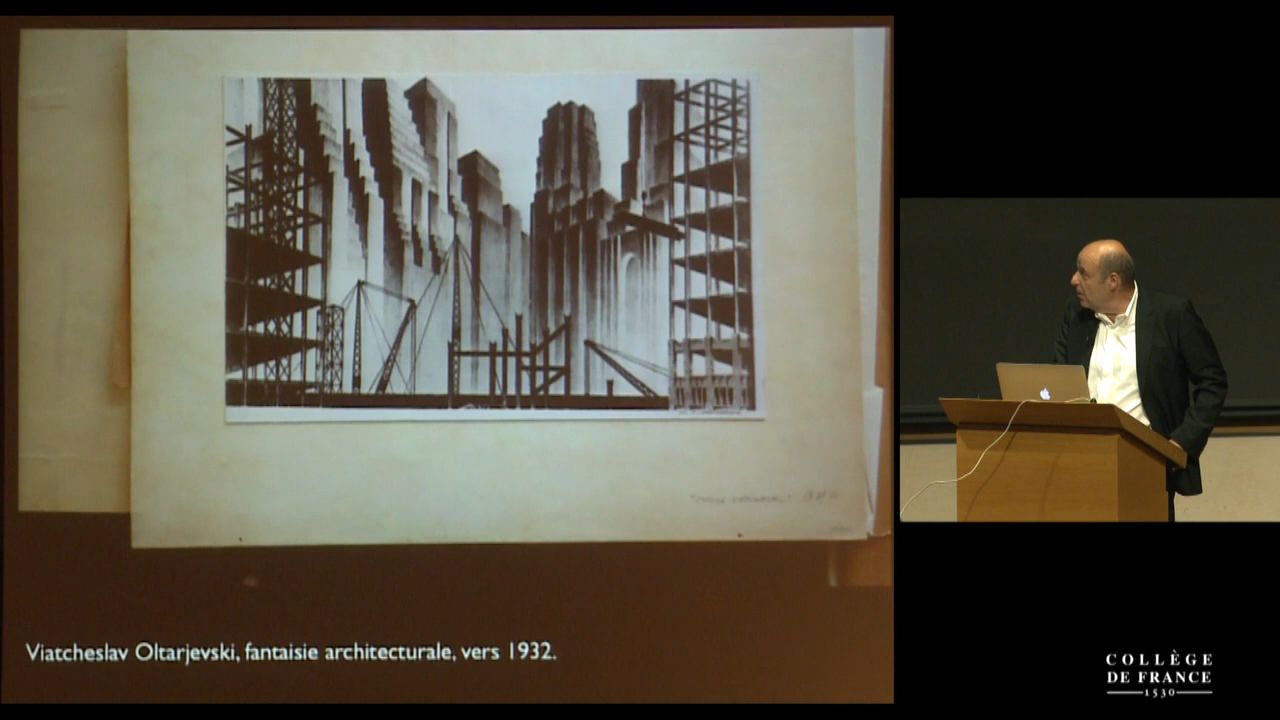 Viatcheslav Oltarjevski, fantaisie architecturale, vers 1932.
COLLÈGE
DE FRANCE
1530